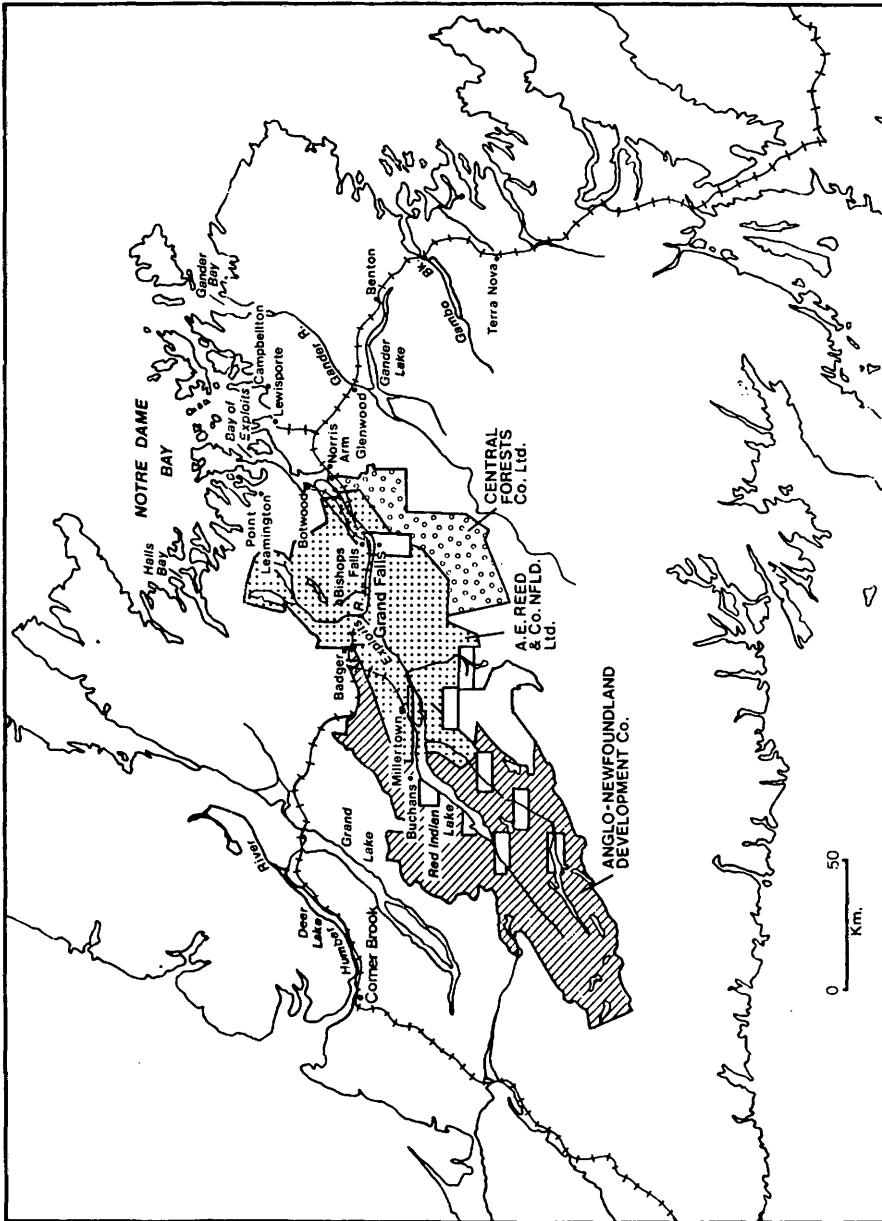 NOTRE DAME
BAY
Halls
Bay
Point
Leamington
Bay of
Exploits
Campbellton
Lewisporte
Gander
Bay
Botwood
Norris
Arm
Glenwood
Gander R.
Gander
Lake
Benton
Gambo
Bk.
Terra Nova
Bishops
Falls
Grand Falls
Exploits R.
Badger
Millertown
Buchans
Red Indian
Lake
Grand
Lake
River
Humber
Deer
Lake
Corner Brook
CENTRAL
FORESTS
Co. Ltd.
A.E. REED
& Co. NFLD.
Ltd.
ANGLO-NEWFOUNDLAND
DEVELOPMENT Co.
0 50
Km.